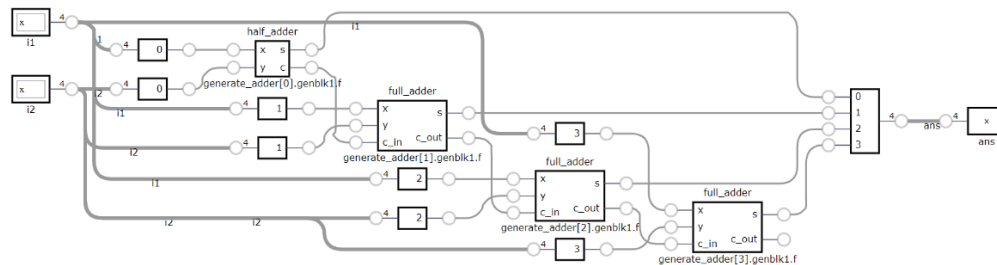 x
4
i1
x
4
i2
1
4
0
i2
4
0
half_adder
x
s
y
c
generate_adder[0].genblk1.f
i1
i1
4
1
i2
4
1
full_adder
x
s
y
c_in
c_out
generate_adder[1].genblk1.f
4
3
i1
4
2
i2
i2
4
2
full_adder
x
s
y
c_in
c_out
generate_adder[2].genblk1.f
4
3
full_adder
x
s
y
c_in
c_out
generate_adder[3].genblk1.f
0
1
2
3
4
ans
4
x
ans